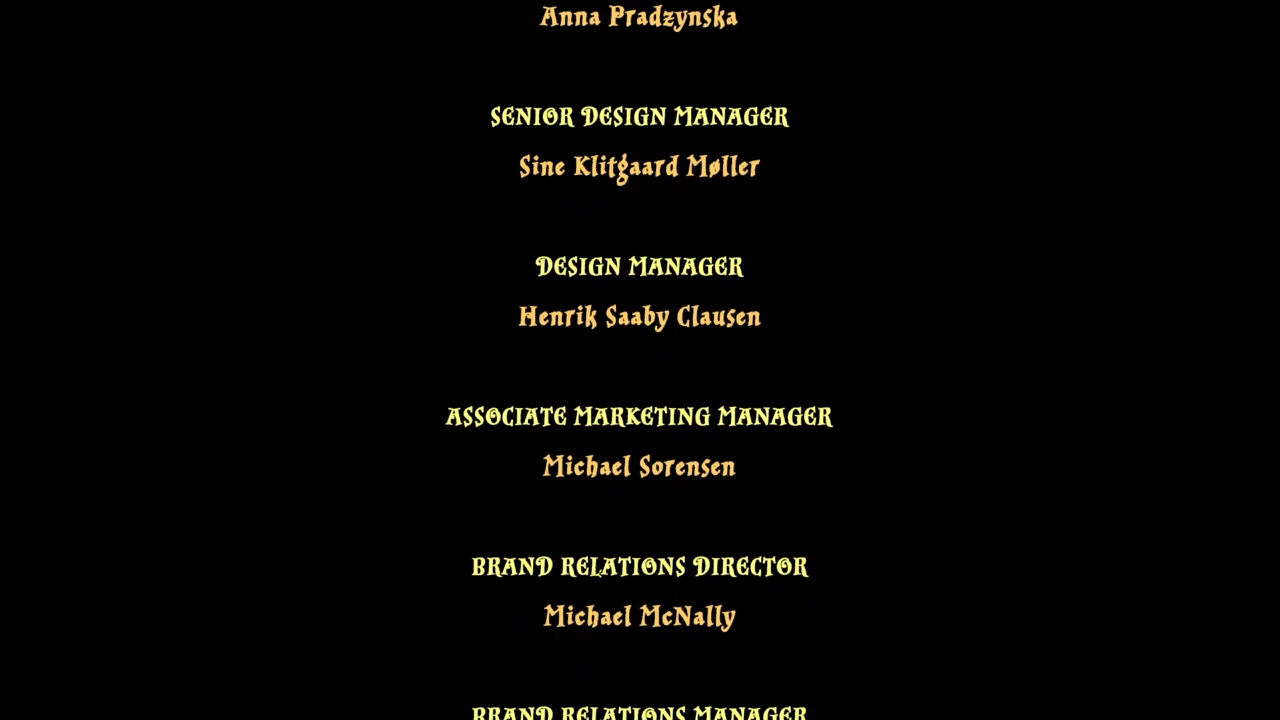 Anna Pradzynska
SENIOR DESIGN MANAGER
Sine Klitgaard Møller
DESIGN MANAGER
Henrik Saaby Clausen
ASSOCIATE MARKETING MANAGER
Michael Sorensen
BRAND RELATIONS DIRECTOR
Michael McNally
BRAND RELATIONS MANAGER